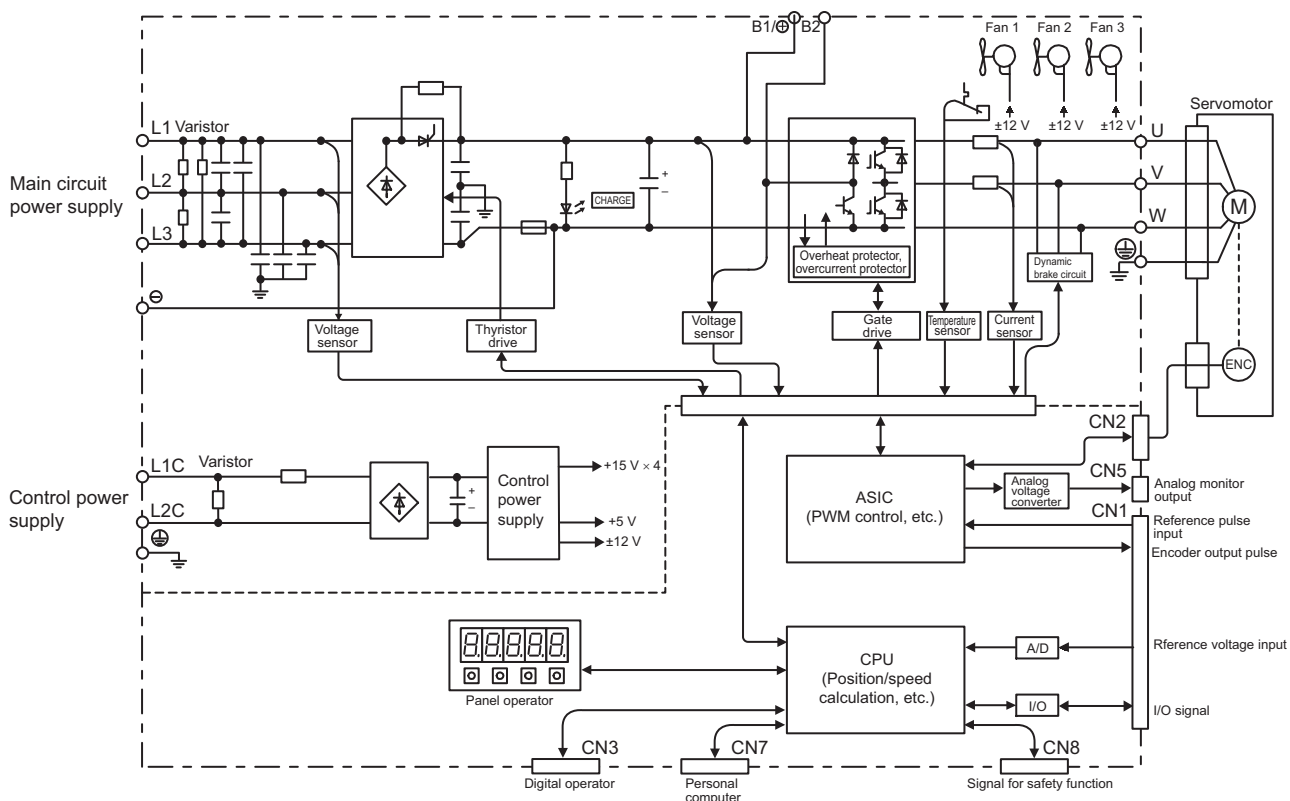 B1/⊕ B2
Fan 1 Fan 2 Fan 3
±12 V ±12 V ±12 V
Servomotor
L1 Varistor
U
Main circuit
power supply
L2
V
CHARGE
+
–
M
L3
W
Overheat protector,
overcurrent protector
Dynamic
brake circuit
⊖
Voltage
sensor
Thyristor
drive
Voltage
sensor
Gate
drive
Temperature
sensor
Current
sensor
ENC
CN2
L1C Varistor
+15 V × 4
Control power
supply
+
–
Control
power
supply
ASIC
(PWM control, etc.)
Analog
voltage
converter
CN5
Analog monitor
output
L2C
+5 V
±12 V
CN1
Reference pulse
input
Encoder output pulse
8.8.8.8.8.
Panel operator
CPU
(Position/speed
calculation, etc.)
A/D
Rference voltage input
I/O
I/O signal
CN3
CN7
CN8
Digital operator
Personal
computer
Signal for safety function